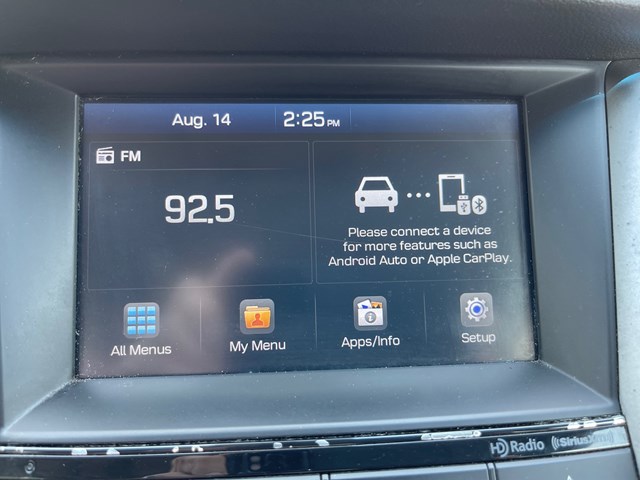 Aug. 14
2:25 PM
FM
92.5
Please connect a device
for more features such as
Android Auto or Apple CarPlay.
All Menus
My Menu
Apps/Info
Setup
HD Radio